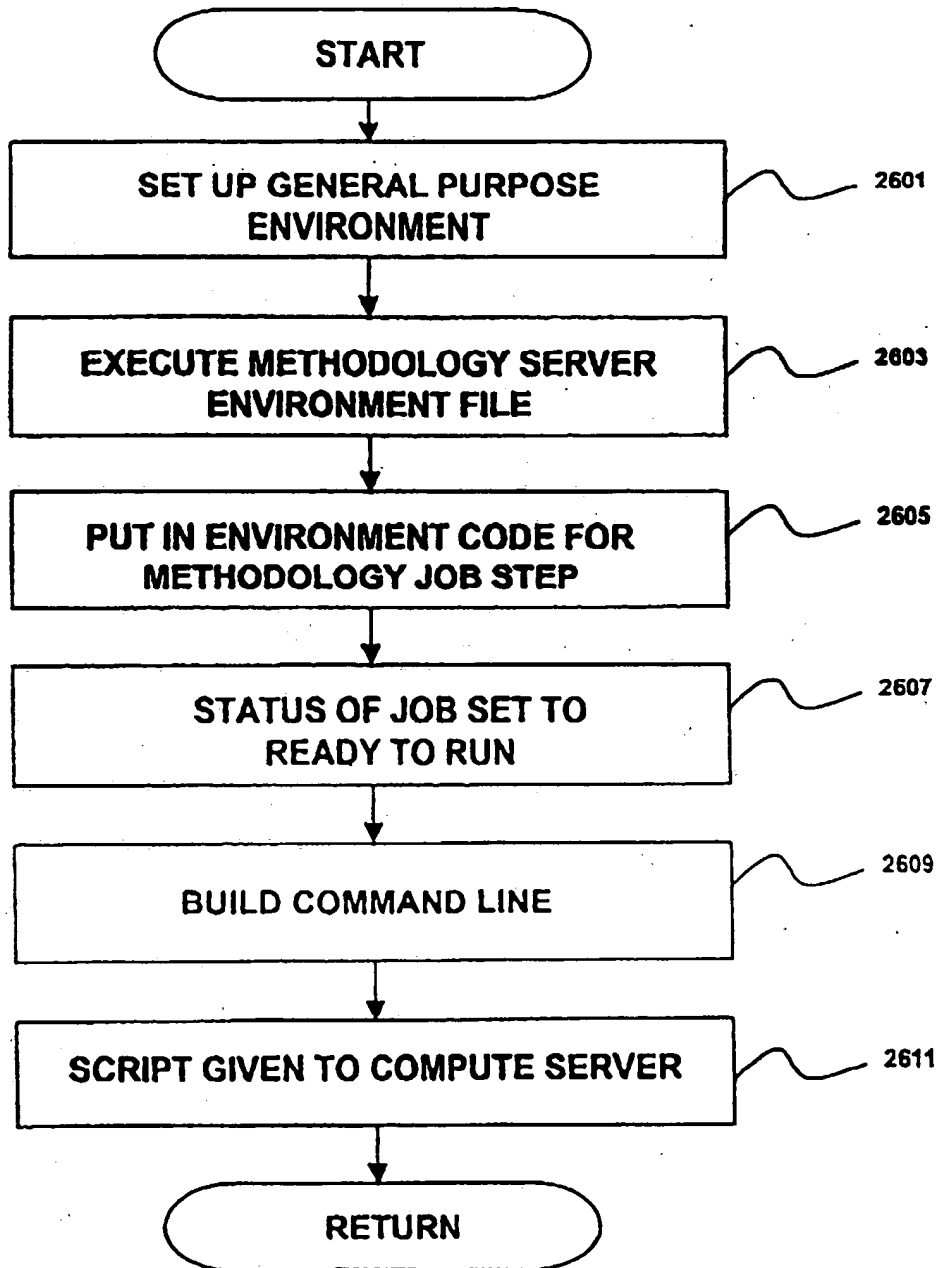 START
SET UP GENERAL PURPOSE
ENVIRONMENT
2601
EXECUTE METHODOLOGY SERVER
ENVIRONMENT FILE
2603
PUT IN ENVIRONMENT CODE FOR
METHODOLOGY JOB STEP
2605
STATUS OF JOB SET TO
READY TO RUN
2607
BUILD COMMAND LINE
2609
SCRIPT GIVEN TO COMPUTE SERVER
2611
RETURN